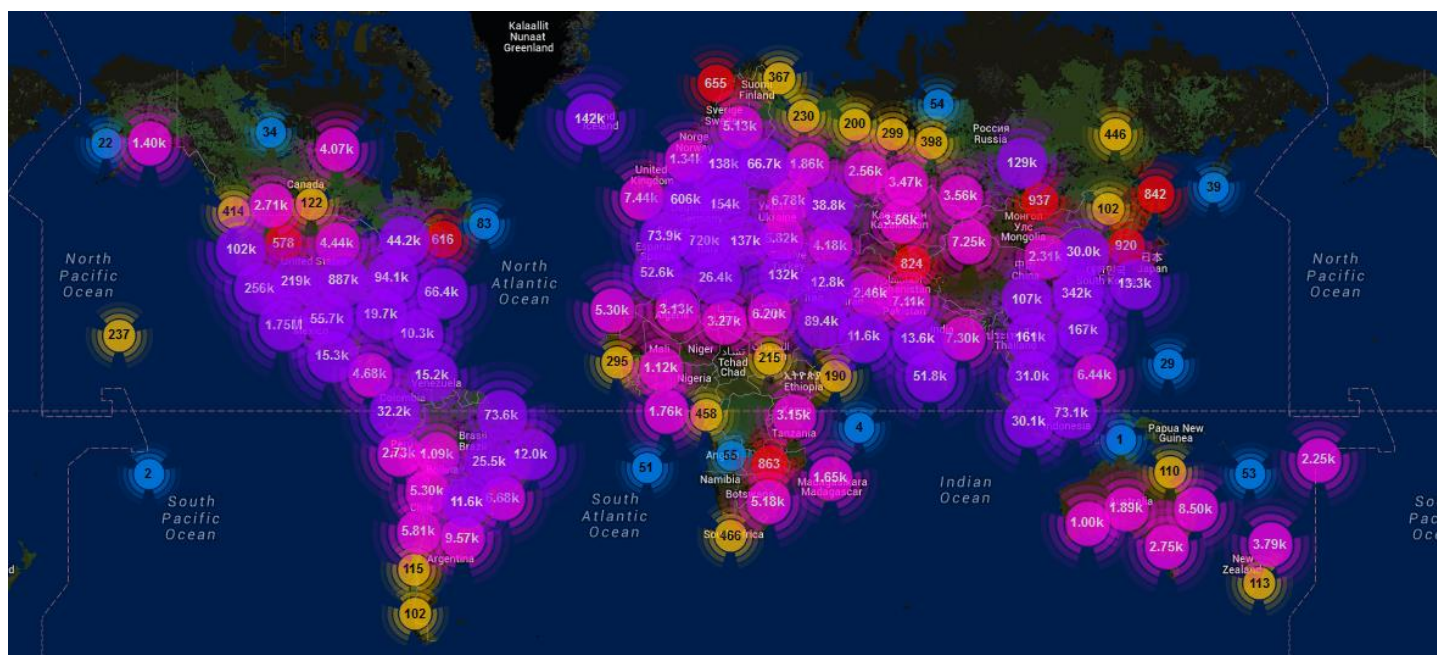 Kalaallit
Nunaat
Greenland
655
367
Suomi
Finland
54
142k
Iceland
Sverige
5.13k
230
200
299
398
Россия
Russia
446
22
1.40k
34
4.07k
Norge
Norway
1.34k
138k
66.7k
1.86k
2.56k
3.47k
129k
Canada
United
Kingdom
414
2.71k
122
7.44k
606k
154k
6.78k
Ukraine
38.8k
3.56k
3.56k
937
102
842
39
83
Kazakhstan
Монгол
Улс
Mongolia
102k
578
4.44k
44.2k
616
73.9k
720k
137k
5.82k
4.18k
7.25k
2.31k
30.0k
920
日本
Japan
North
Pacific
Ocean
North
Atlantic
Ocean
North
Pacific
Ocean
256k
219k
887k
94.1k
66.4k
52.6k
26.4k
132k
12.8k
824
China
South Korea
107k
342k
13.3k
2.46k
7.11k
Pakistan
237
1.75M
55.7k
19.7k
10.3k
5.30k
3.13k
3.27k
6.20k
89.4k
11.6k
13.6k
7.30k
161k
167k
15.3k
295
Mali
Niger
تشاد
Tchad
Chad
215
4.68k
15.2k
Venezuela
1.12k
Nigeria
ኢትዮጵያ
Ethiopia
190
51.8k
31.0k
6.44k
29
Colombia
32.2k
73.6k
1.76k
458
3.15k
Tanzania
4
30.1k
73.1k
Indonesia
1
Papua New
Guinea
Brasil
Brazil
2
2.73k
1.09k
25.5k
12.0k
51
55
863
Namibia
1.65k
Madagasikara
Madagascar
110
53
2.25k
South
Pacific
Ocean
South
Atlantic
Ocean
Indian
Ocean
5.30k
11.6k
6.68k
5.18k
1.00k
1.89k
8.50k
5.81k
9.57k
Argentina
466
2.75k
3.79k
New
Zealand
115
113
102